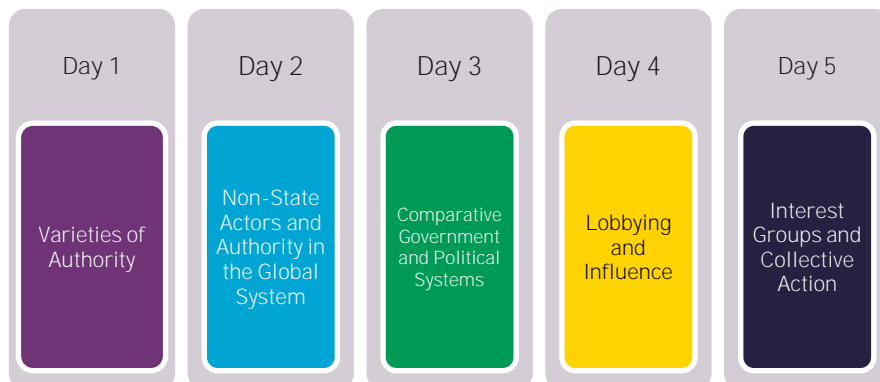 Day 1
Varieties of
Authority
Day 2
Non-State
Actors and
Authority in
the Global
System
Day 3
Comparative
Government
and Political
Systems
Day 4
Lobbying
and
Influence
Day 5
Interest
Groups and
Collective
Action